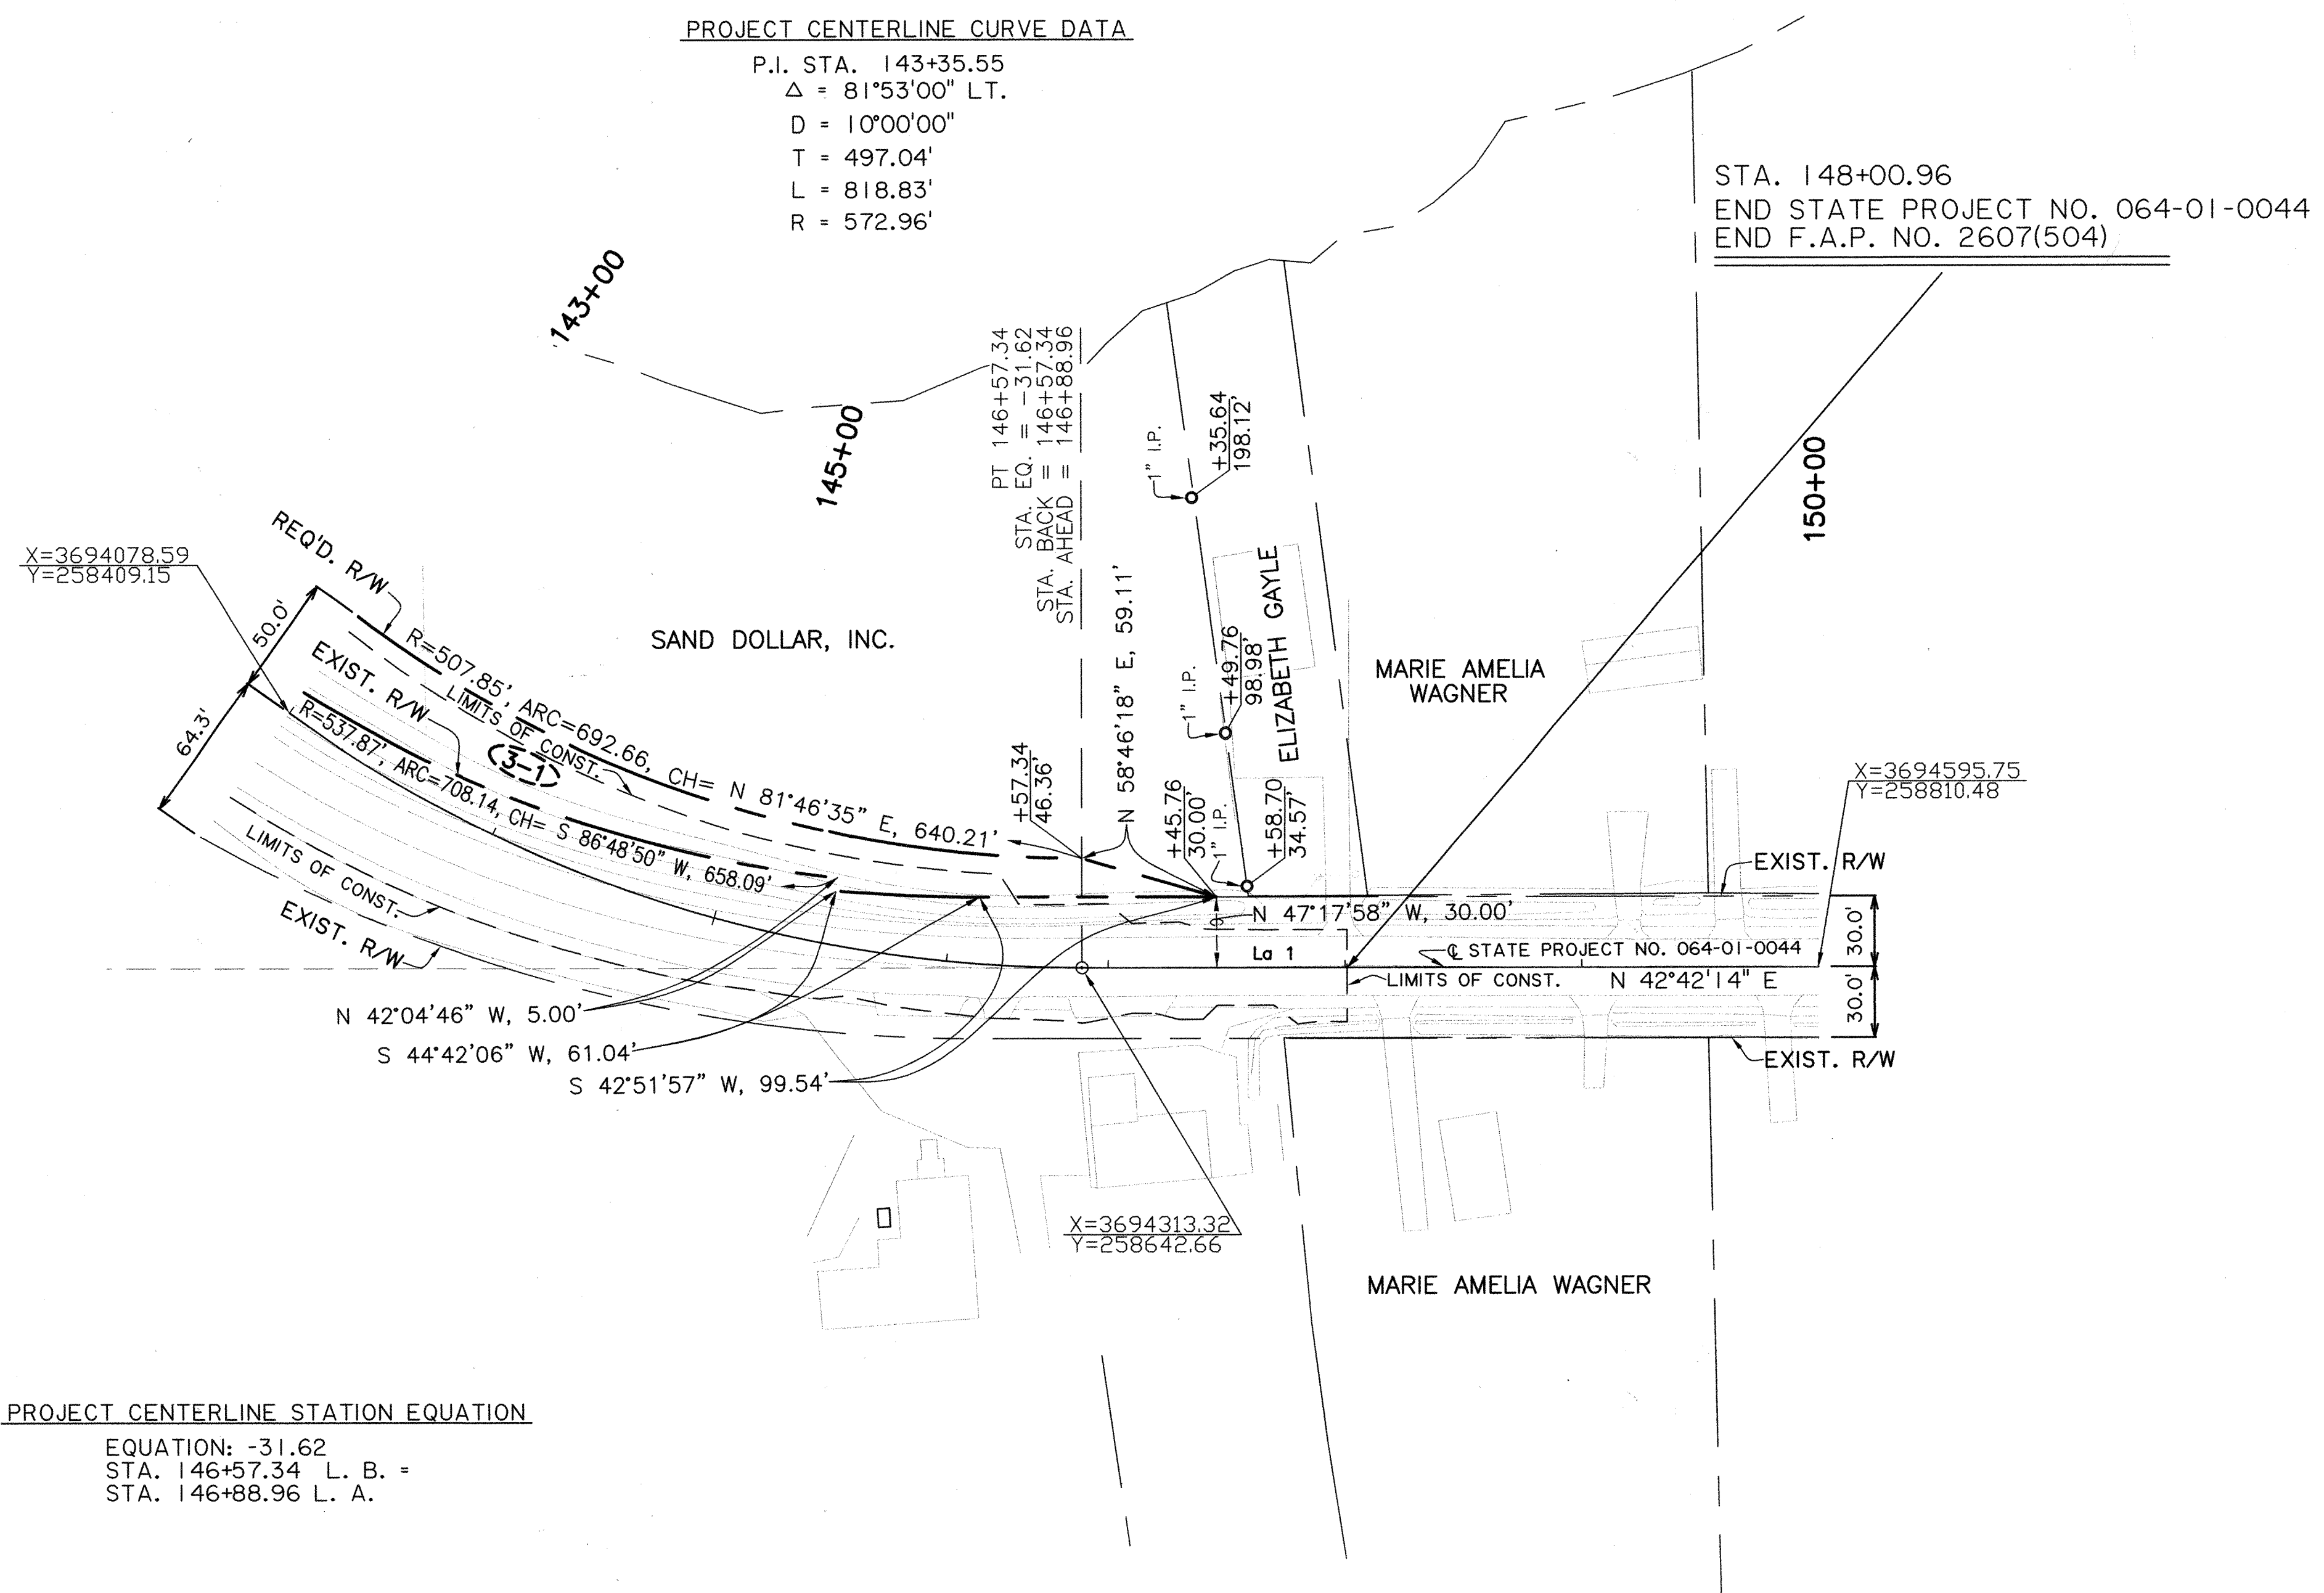 PROJECT CENTERLINE CURVE DATA
P.I. STA. 143+35.55
△ = 81°53'00" LT.
D = 10°00'00"
T = 497.04'
L = 818.83'
R = 572.96'
STA. 148+00.96
END STATE PROJECT NO. 064-01-0044
END F.A.P. NO. 2607(504)
143+00
145+00
150+00
PT 146+57.34
STA. EQ. = -31.62
STA. BACK = 146+57.34
STA. AHEAD = 146+88.96
1" I.P.
+35.64
198.12'
X=3694078.59
Y=258409.15
REQ'D. R/W
50.0'
64.3'
R=507.85', ARC=692.66, CH= N 81°46'35" E, 640.21'
LIMITS OF CONST.
EXIST. R/W
R=537.87', ARC=708.14, CH= S 86°48'50" W, 658.09'
3-1
SAND DOLLAR, INC.
N 58°46'18" E, 59.11'
1" I.P.
+49.76
98.98'
ELIZABETH GAYLE
MARIE AMELIA
WAGNER
+57.34
46.36'
+45.76
30.00'
1" I.P.
+58.70
34.57'
X=3694595.75
Y=258810.48
EXIST. R/W
LIMITS OF CONST.
EXIST. R/W
N 47°17'58" W, 30.00'
La 1
℄ STATE PROJECT NO. 064-01-0044
30.0'
LIMITS OF CONST.
N 42°42'14" E
30.0'
EXIST. R/W
N 42°04'46" W, 5.00'
S 44°42'06" W, 61.04'
S 42°51'57" W, 99.54'
X=3694313.32
Y=258642.66
MARIE AMELIA WAGNER
PROJECT CENTERLINE STATION EQUATION
EQUATION: -31.62
STA. 146+57.34 L. B. =
STA. 146+88.96 L. A.